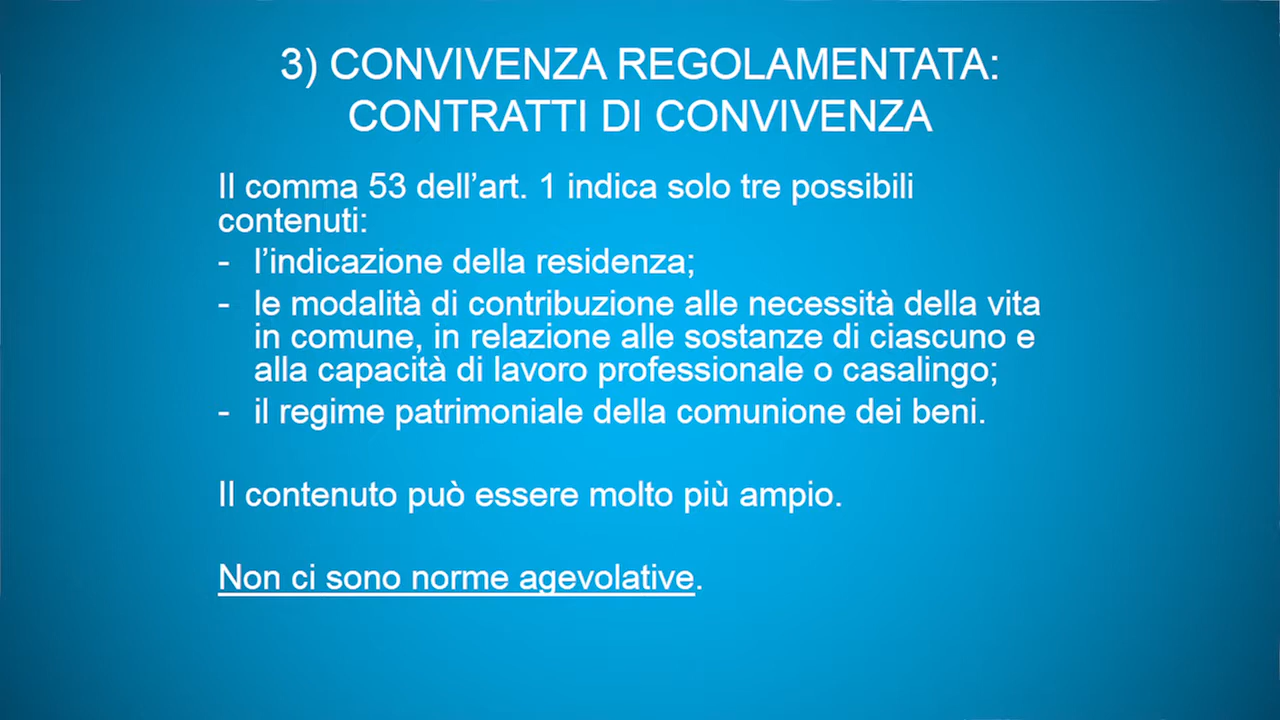 3) CONVIVENZA REGOLAMENTATA:
CONTRATTI DI CONVIVENZA
Il comma 53 dell’art. 1 indica solo tre possibili
contenuti:
- l’indicazione della residenza;
- le modalità di contribuzione alle necessità della vita
in comune, in relazione alle sostanze di ciascuno e
alla capacità di lavoro professionale o casalingo;
- il regime patrimoniale della comunione dei beni.
Il contenuto può essere molto più ampio.
Non ci sono norme agevolative.